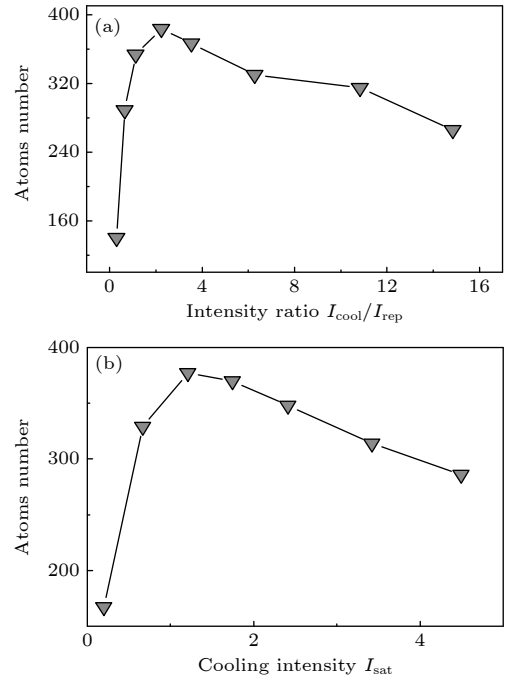 (a)
Atoms number
400
320
240
160
0 4 8 12 16
Intensity ratio I_cool/I_rep
(b)
Atoms number
400
300
200
0 2 4
Cooling intensity I_sat